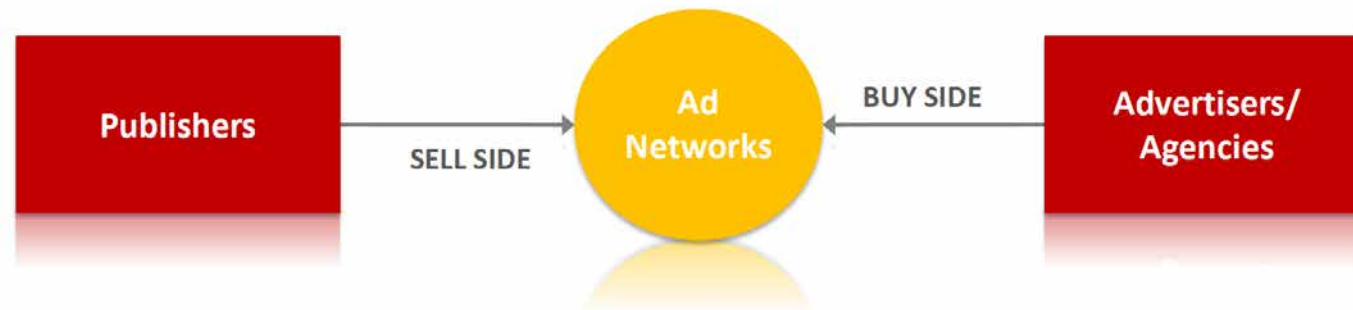 Publishers
SELL SIDE
Ad
Networks
BUY SIDE
Advertisers/
Agencies